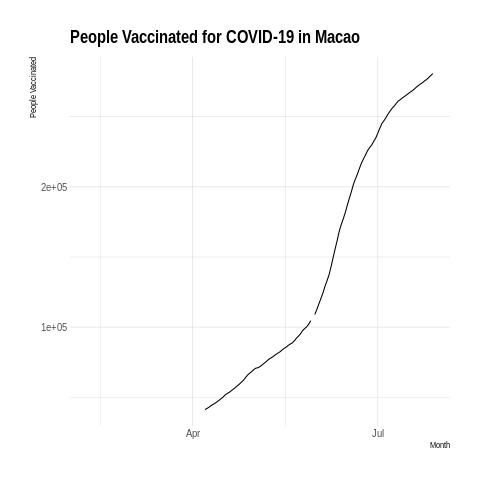 People Vaccinated for COVID-19 in Macao
People Vaccinated
2e+05
1e+05
Apr
Jul
Month